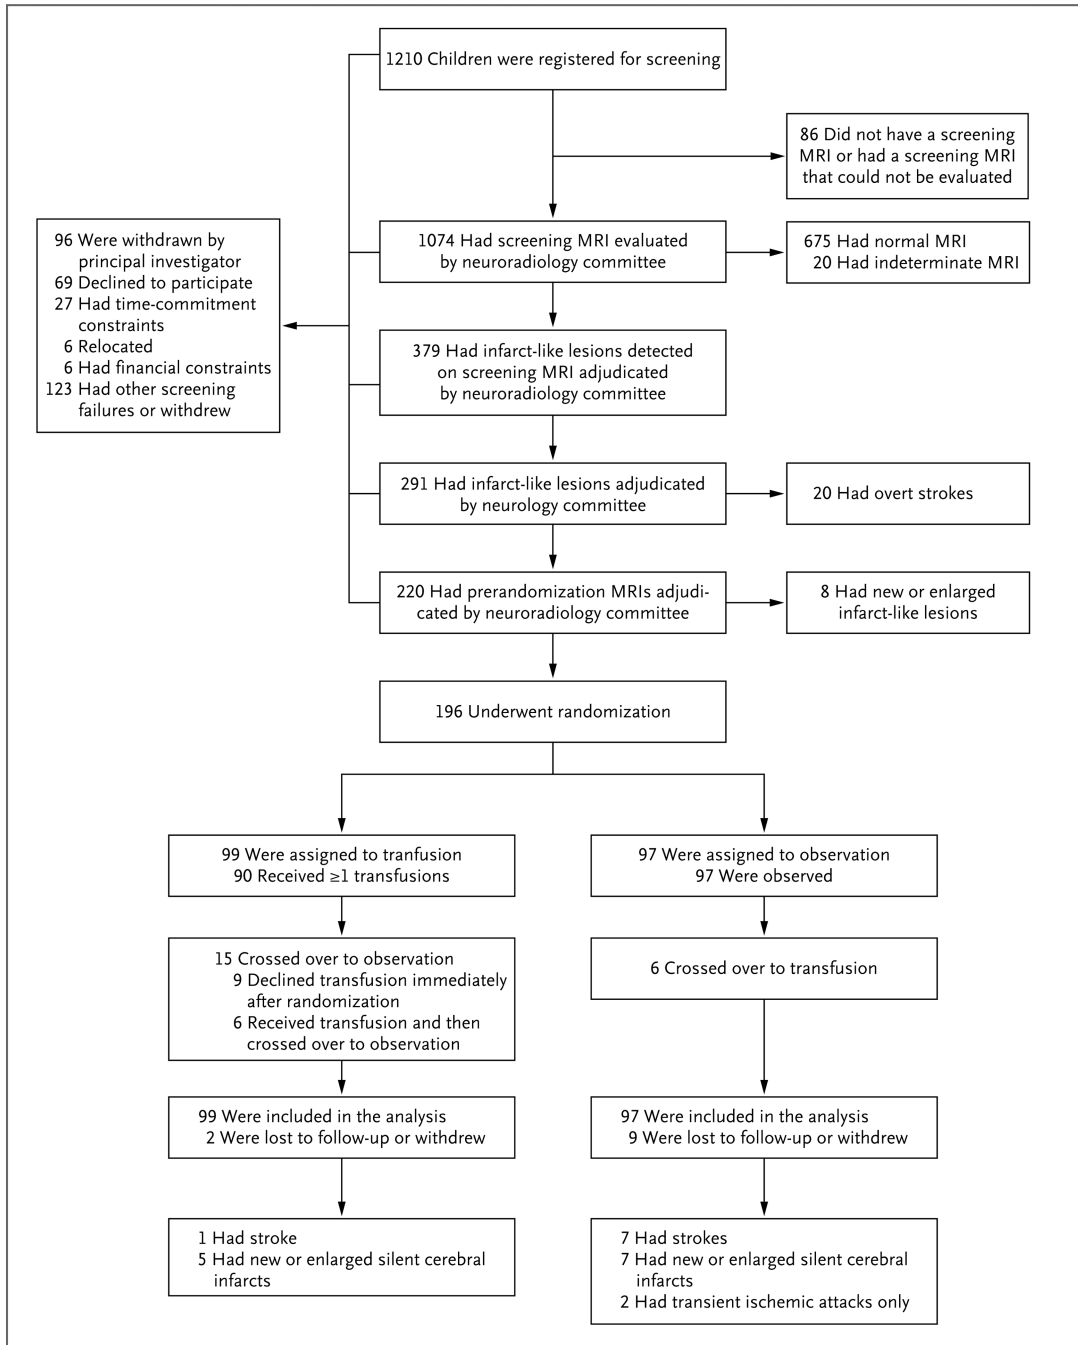 1210 Children were registered for screening
86 Did not have a screening
MRI or had a screening MRI
that could not be evaluated
96 Were withdrawn by
principal investigator
69 Declined to participate
27 Had time-commitment
constraints
6 Relocated
6 Had financial constraints
123 Had other screening
failures or withdrew
1074 Had screening MRI evaluated
by neuroradiology committee
675 Had normal MRI
20 Had indeterminate MRI
379 Had infarct-like lesions detected
on screening MRI adjudicated
by neuroradiology committee
291 Had infarct-like lesions adjudicated
by neurology committee
20 Had overt strokes
220 Had prerandomization MRIs adjudi-
cated by neuroradiology committee
8 Had new or enlarged
infarct-like lesions
196 Underwent randomization
99 Were assigned to tranfusion
90 Received ≥1 transfusions
97 Were assigned to observation
97 Were observed
15 Crossed over to observation
9 Declined transfusion immediately
after randomization
6 Received transfusion and then
crossed over to observation
6 Crossed over to transfusion
99 Were included in the analysis
2 Were lost to follow-up or withdrew
97 Were included in the analysis
9 Were lost to follow-up or withdrew
1 Had stroke
5 Had new or enlarged silent cerebral
infarcts
7 Had strokes
7 Had new or enlarged silent cerebral
infarcts
2 Had transient ischemic attacks only